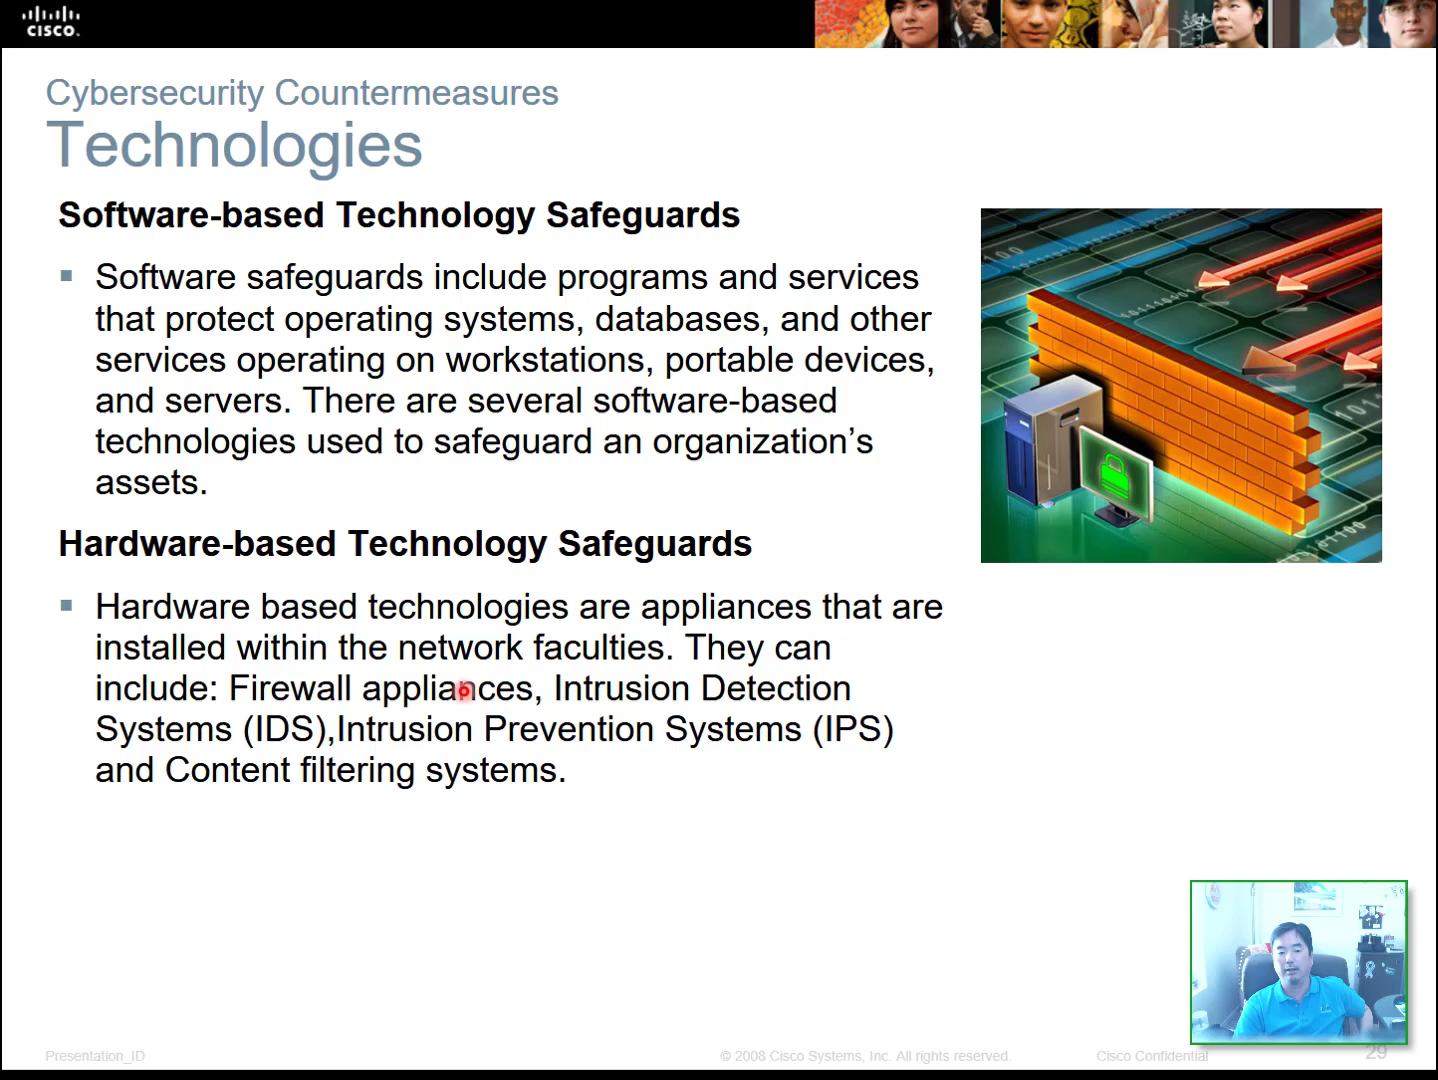 CISCO.
Cybersecurity Countermeasures
Technologies
Software-based Technology Safeguards
Software safeguards include programs and services
that protect operating systems, databases, and other
services operating on workstations, portable devices,
and servers. There are several software-based
technologies used to safeguard an organization’s
assets.
Hardware-based Technology Safeguards
Hardware based technologies are appliances that are
installed within the network faculties. They can
include: Firewall appliances, Intrusion Detection
Systems (IDS),Intrusion Prevention Systems (IPS)
and Content filtering systems.
Presentation_ID
© 2008 Cisco Systems, Inc. All rights reserved.
Cisco Confidential
29